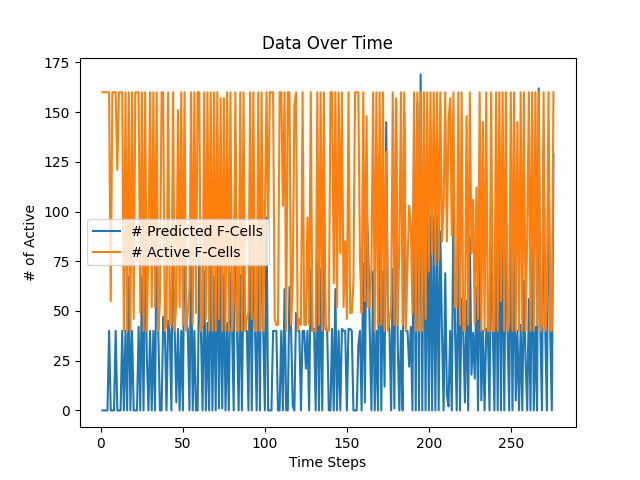 Data Over Time
175
150
125
100
75
50
25
0
# of Active
# Predicted F-Cells
# Active F-Cells
0 50 100 150 200 250
Time Steps